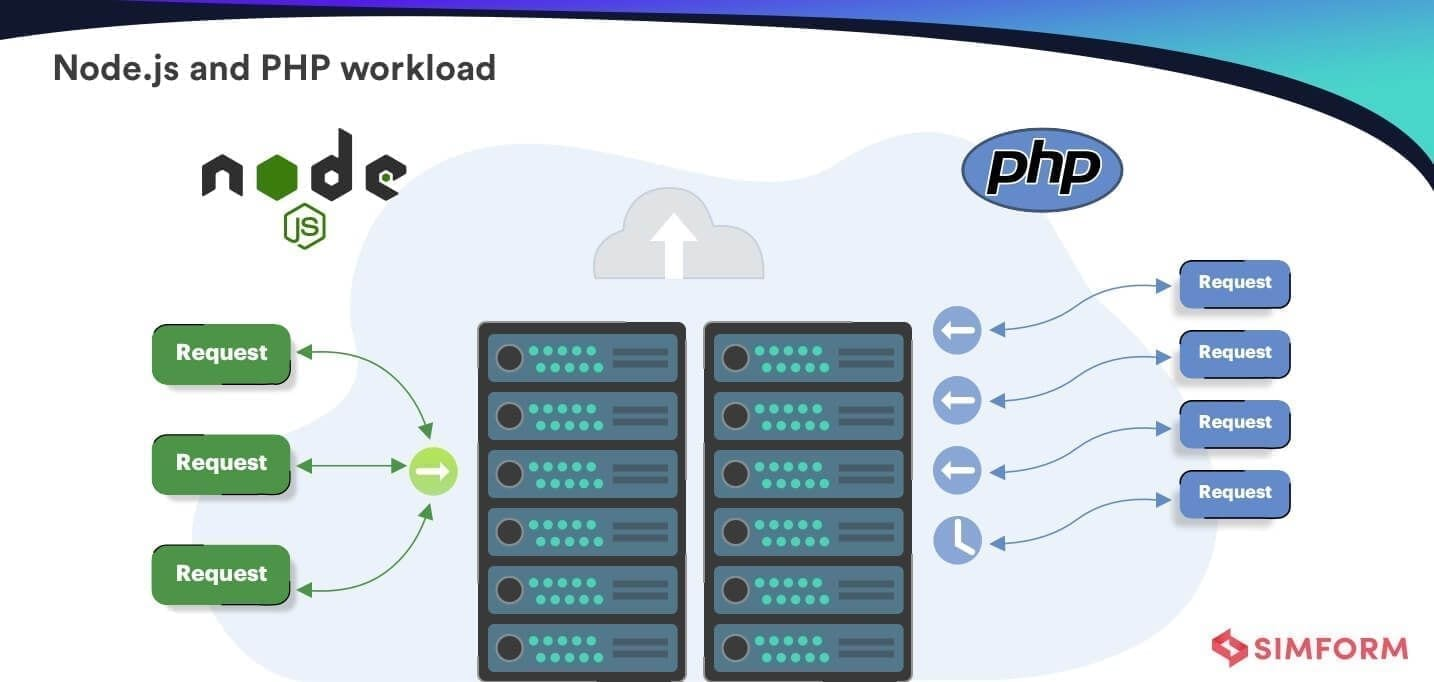 Node.js and PHP workload
node
JS
php
Request
Request
Request
Request
Request
Request
Request
SIMFORM